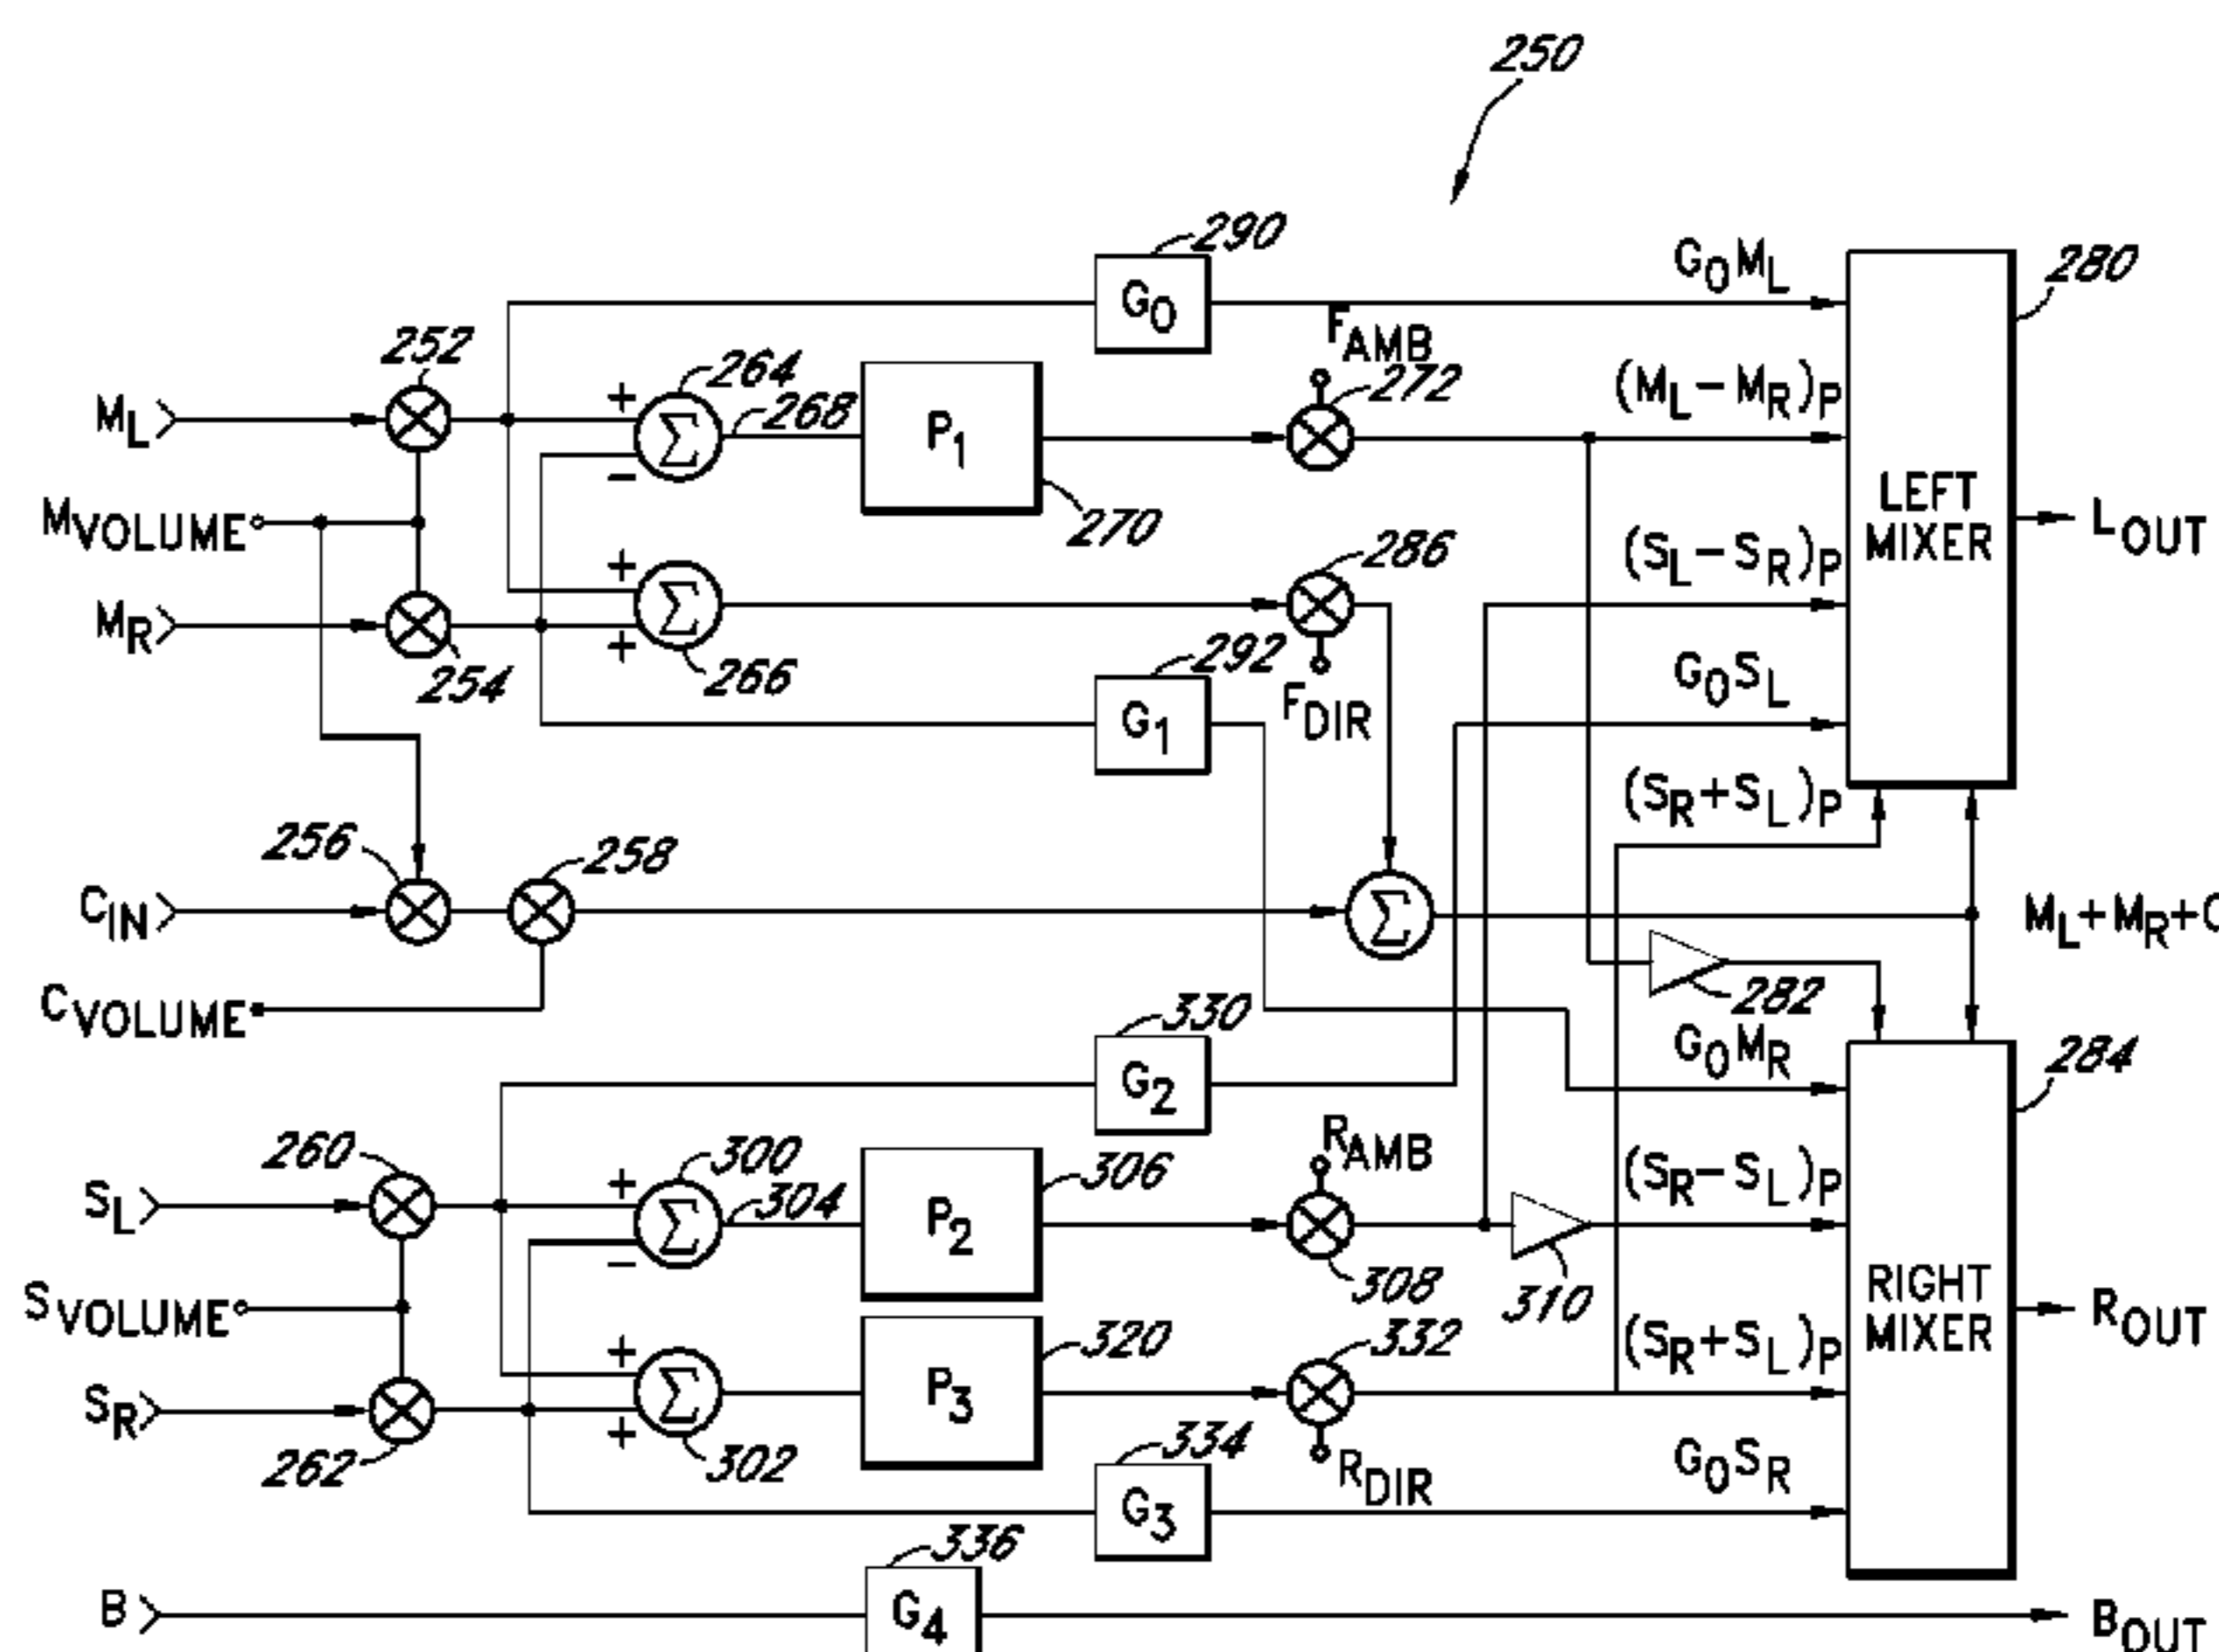 250
290
G0
G0ML
280
252
264
268
P1
270
FAMB
272
(ML-MR)P
ML
+
-
MVOLUME
LEFT
MIXER
LOUT
286
(SL-SR)P
MR
254
+
+
266
292
G1
FDIR
G0SL
(SR+SL)P
256
258
CIN
Σ
Σ
Σ
ML+MR+C
282
CVOLUME
330
G2
G0MR
284
260
300
304
P2
306
RAMB
308
310
(SR-SL)P
SL
+
-
Σ
SVOLUME
RIGHT
MIXER
ROUT
320
P3
332
(SR+SL)P
SR
262
+
+
Σ
302
334
G3
RDIR
G0SR
336
B
G4
BOUT